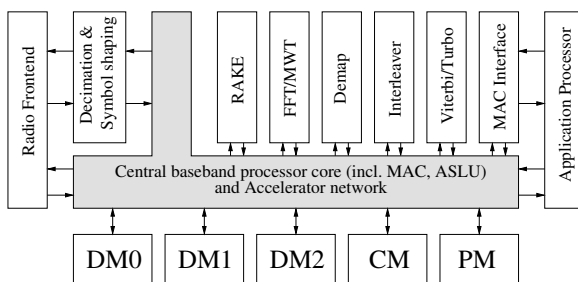 Radio Frontend
Decimation &
Symbol shaping
RAKE
FFT/MWT
Demap
Interleaver
Viterbi/Turbo
MAC Interface
Application Processor
Central baseband processor core (incl. MAC, ASLU)
and Accelerator network
DM0
DM1
DM2
CM
PM